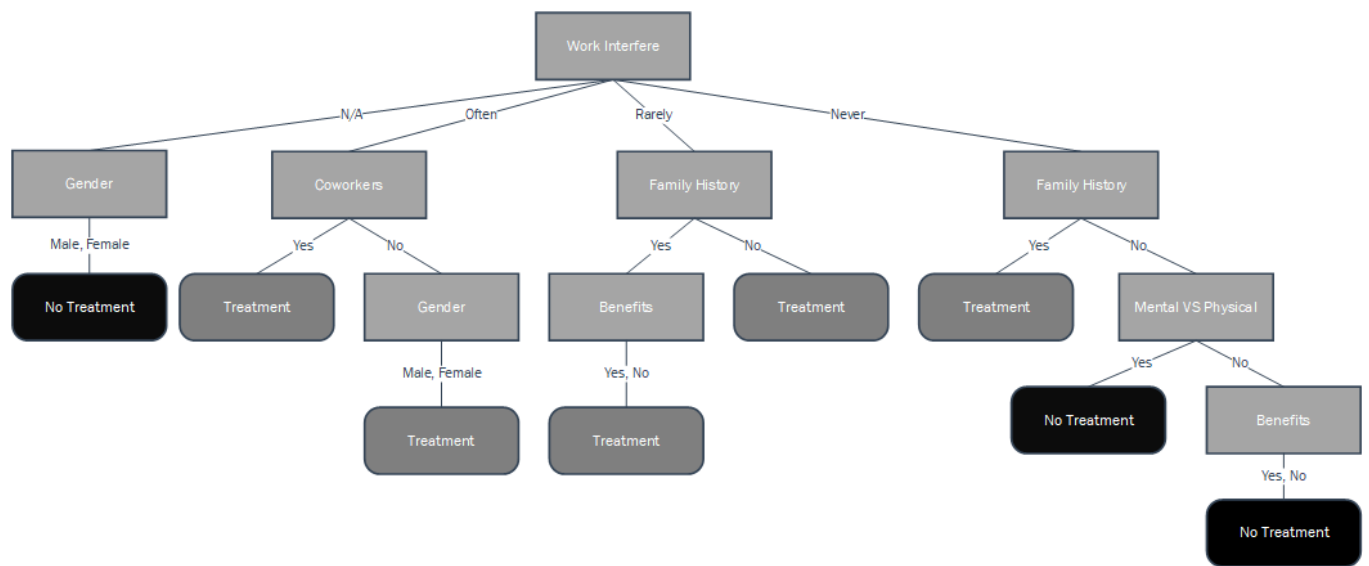 Work Interfere
N/A
Often
Rarely
Never
Gender
Coworkers
Family History
Family History
Male, Female
Yes
No
Yes
No
Yes
No
No Treatment
Treatment
Gender
Benefits
Treatment
Treatment
Mental VS Physical
Male, Female
Yes, No
Yes
No
Treatment
Treatment
No Treatment
Benefits
Yes, No
No Treatment